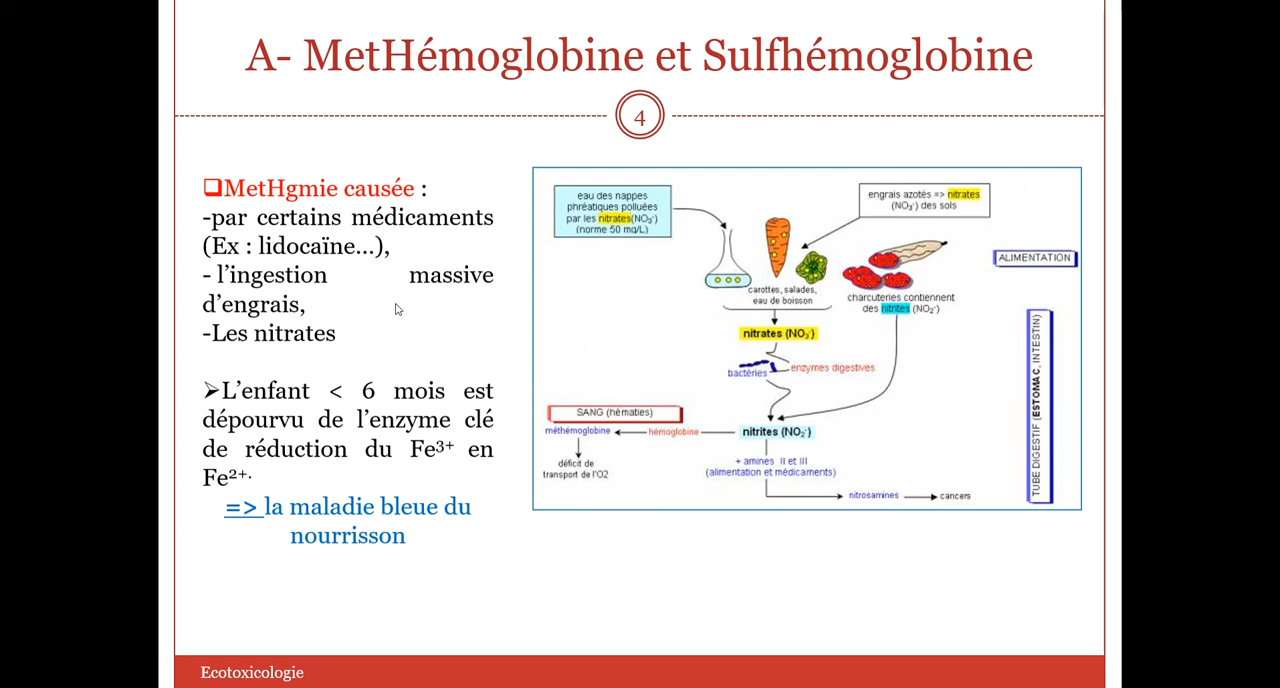 A- MetHémoglobine et Sulfhémoglobine
4
❑MetHgmie causée :
-par certains médicaments
(Ex : lidocaïne...),
- l'ingestion massive
d'engrais,
-Les nitrates
➢L'enfant < 6 mois est
dépourvu de l'enzyme clé
de réduction du Fe³⁺ en
Fe²⁺.
=> la maladie bleue du
nourrisson
eau des nappes
phréatiques polluées
par les nitrates(NO₃⁻)
(norme 50 mg/L)
engrais azotés => nitrates
(NO₃⁻) des sols
ALIMENTATION
carottes, salades,
eau de boisson
charcuteries contiennent
des nitrites (NO₂⁻)
nitrates (NO₃⁻)
enzymes digestives
bactéries
SANG (hématies)
méthémoglobine
hémoglobine
nitrites (NO₂⁻)
déficit de
transport de l'O2
+ amines II et III
(alimentation et médicaments)
nitrosamines
cancers
TUBE DIGESTIF (ESTOMAC, INTESTIN)
Ecotoxicologie